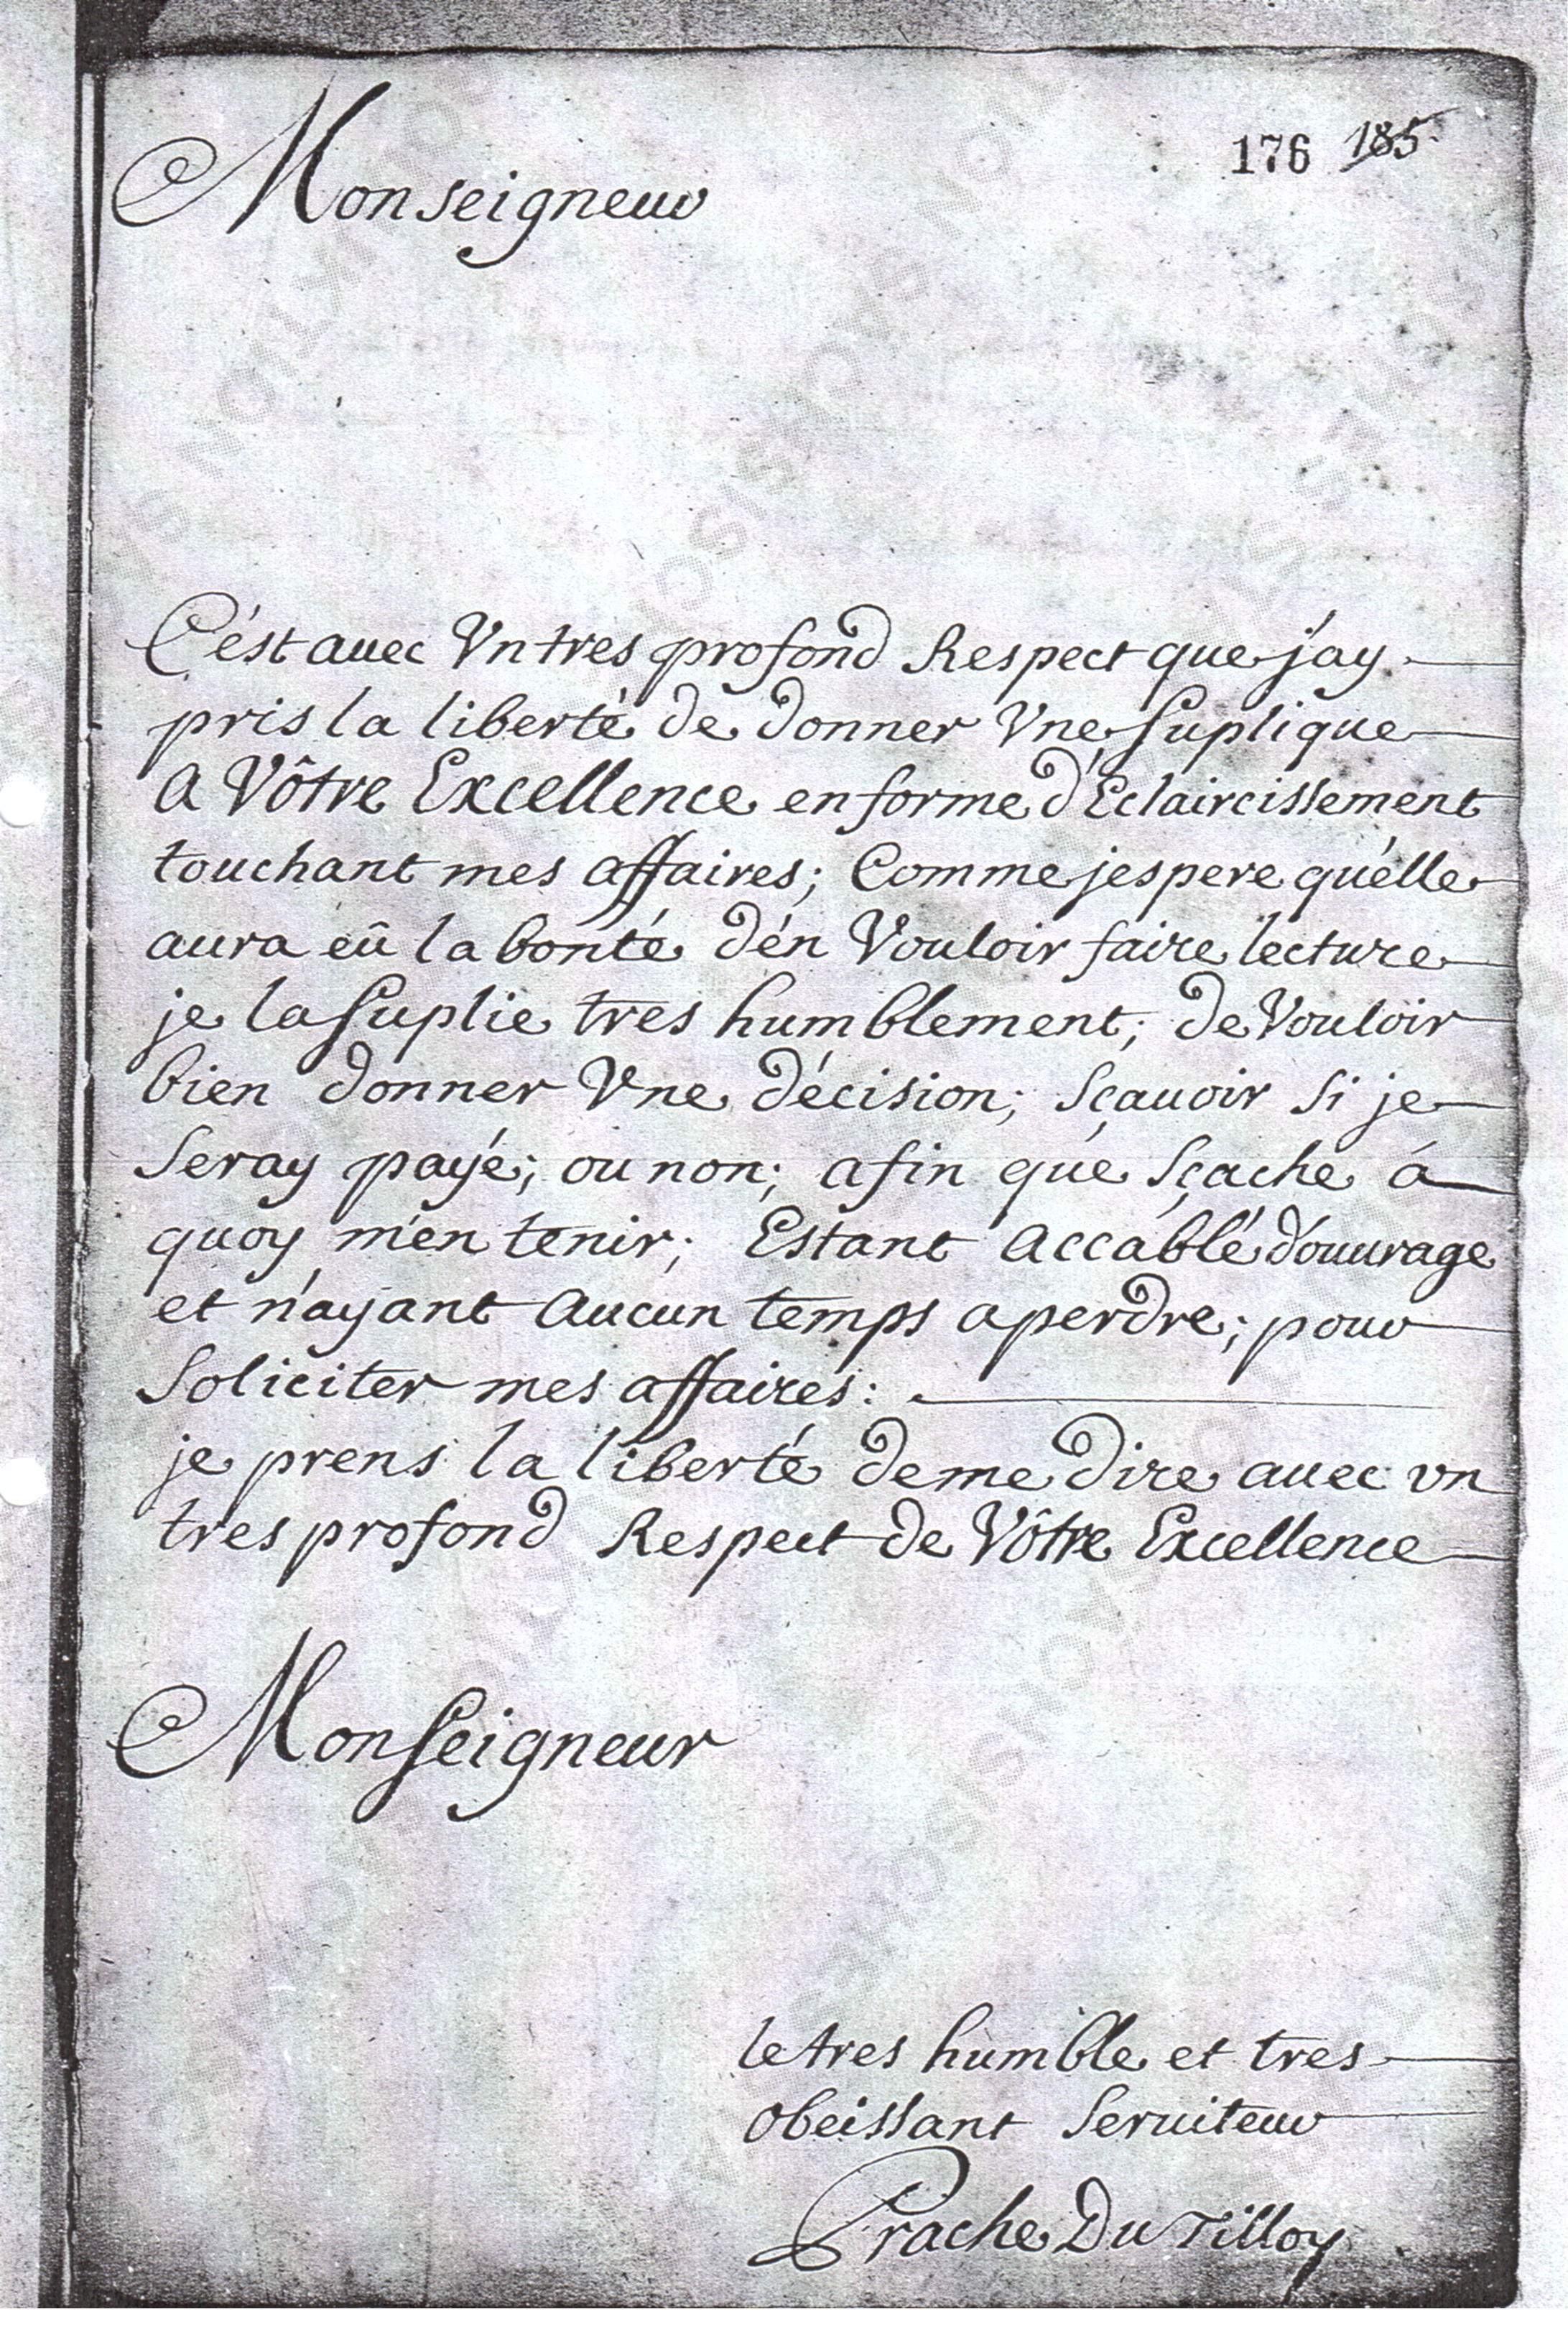 176 185
Monseigneur
C'ést auec Vn tres profond Respect que j'ay
pris la liberté de donner Vne suplique
A Vôtre Excellence en forme d'Eclaircissement
touchant mes affaires; Comme jespere qu'élle
aura eû la bonté d'én Vouloir faire lecture
je la suplie tres humblement; de Vouloir
bien donner Vne décision; sçauoir si je
seray payé; ou non; afin que sçache á
quoy m'en tenir; Estant Accablé d'ouurage
et n'ayant Aucun temps a perdre; pour
soliciter mes affaires:
je prens la liberté de me dire auec vn
tres profond Respect de Vôtre Excellence
Monseigneur
le tres humble et tres
obeissant seruiteur
Prache Du Tilloy